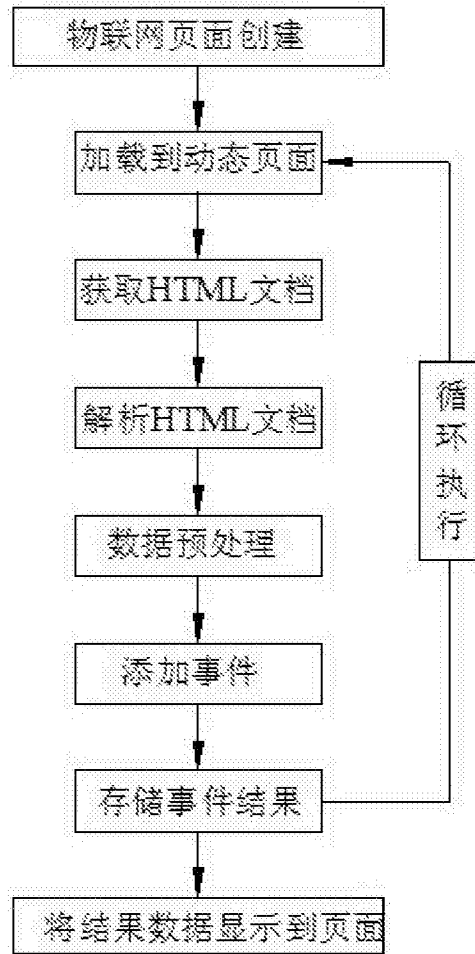 物联网页面创建
加载到动态页面
获取HTML文档
解析HTML文档
数据预处理
添加事件
存储事件结果
将结果数据显示到页面
循环执行